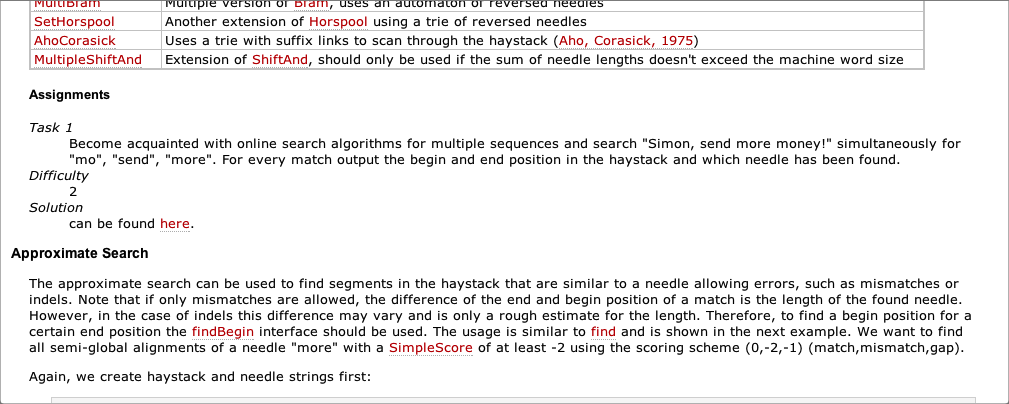 MultiBfam Multiple version of Bfam, uses an automaton of reversed needles
SetHorspool Another extension of Horspool using a trie of reversed needles
AhoCorasick Uses a trie with suffix links to scan through the haystack (Aho, Corasick, 1975)
MultipleShiftAnd Extension of ShiftAnd, should only be used if the sum of needle lengths doesn't exceed the machine word size
Assignments
Task 1
Become acquainted with online search algorithms for multiple sequences and search "Simon, send more money!" simultaneously for
"mo", "send", "more". For every match output the begin and end position in the haystack and which needle has been found.
Difficulty
2
Solution
can be found here.
Approximate Search
The approximate search can be used to find segments in the haystack that are similar to a needle allowing errors, such as mismatches or
indels. Note that if only mismatches are allowed, the difference of the end and begin position of a match is the length of the found needle.
However, in the case of indels this difference may vary and is only a rough estimate for the length. Therefore, to find a begin position for a
certain end position the findBegin interface should be used. The usage is similar to find and is shown in the next example. We want to find
all semi-global alignments of a needle "more" with a SimpleScore of at least -2 using the scoring scheme (0,-2,-1) (match,mismatch,gap).
Again, we create haystack and needle strings first: